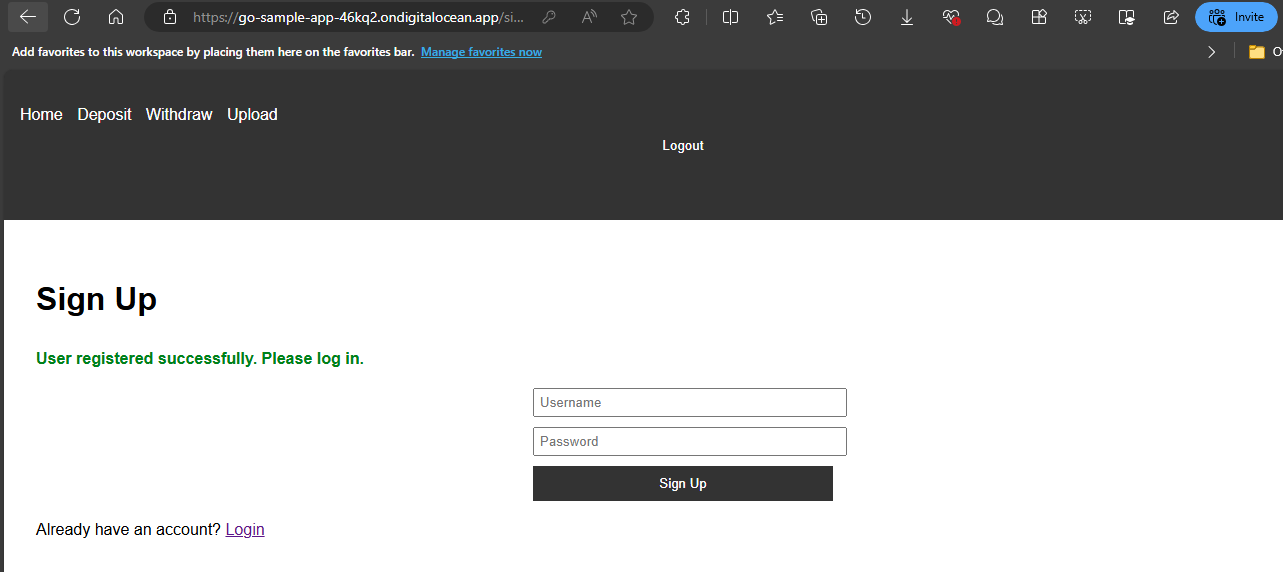 https://go-sample-app-46kq2.ondigitalocean.app/si...
Invite
Add favorites to this workspace by placing them here on the favorites bar. Manage favorites now
Home Deposit Withdraw Upload
Logout
Sign Up
User registered successfully. Please log in.
Username
Password
Sign Up
Already have an account? Login